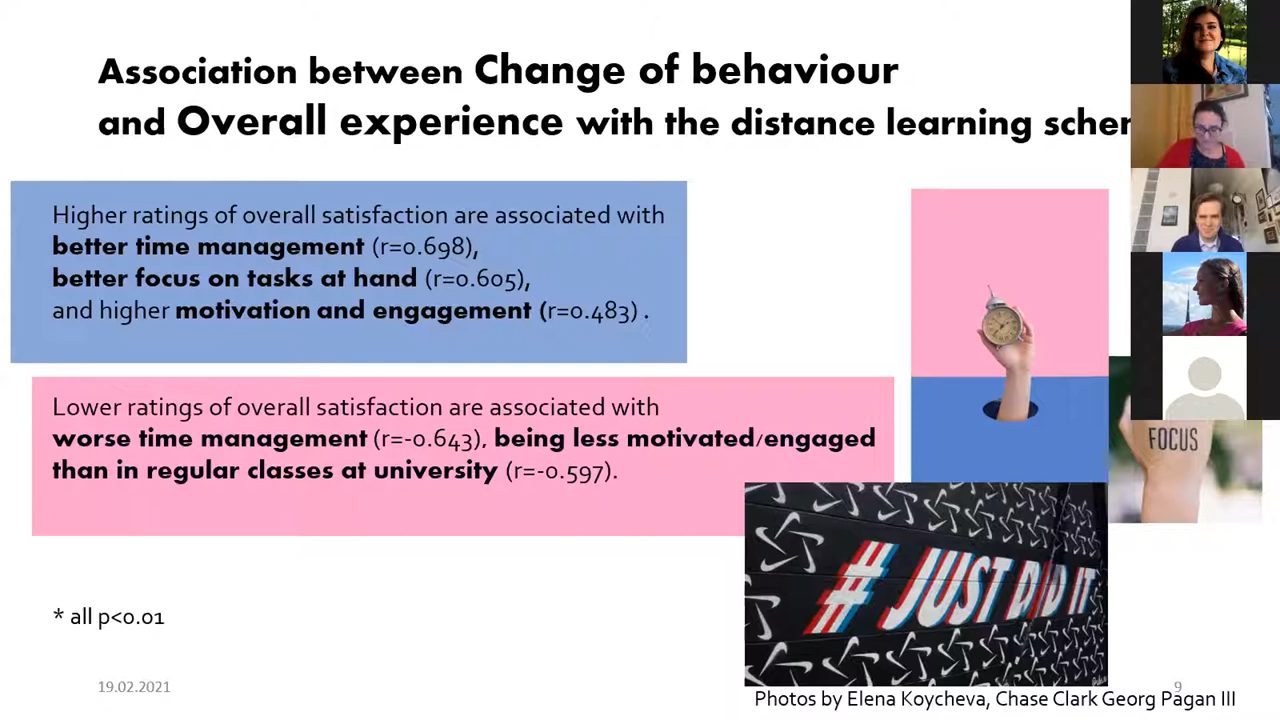 Association between Change of behaviour
and Overall experience with the distance learning scher
Higher ratings of overall satisfaction are associated with
better time management (r=0.698),
better focus on tasks at hand (r=0.605),
and higher motivation and engagement (r=0.483) .
Lower ratings of overall satisfaction are associated with
worse time management (r=-0.643), being less motivated/engaged
than in regular classes at university (r=-0.597).
FOCUS
# JUST DID IT
* all p<0.01
19.02.2021
9
Photos by Elena Koycheva, Chase Clark Georg Pagan III